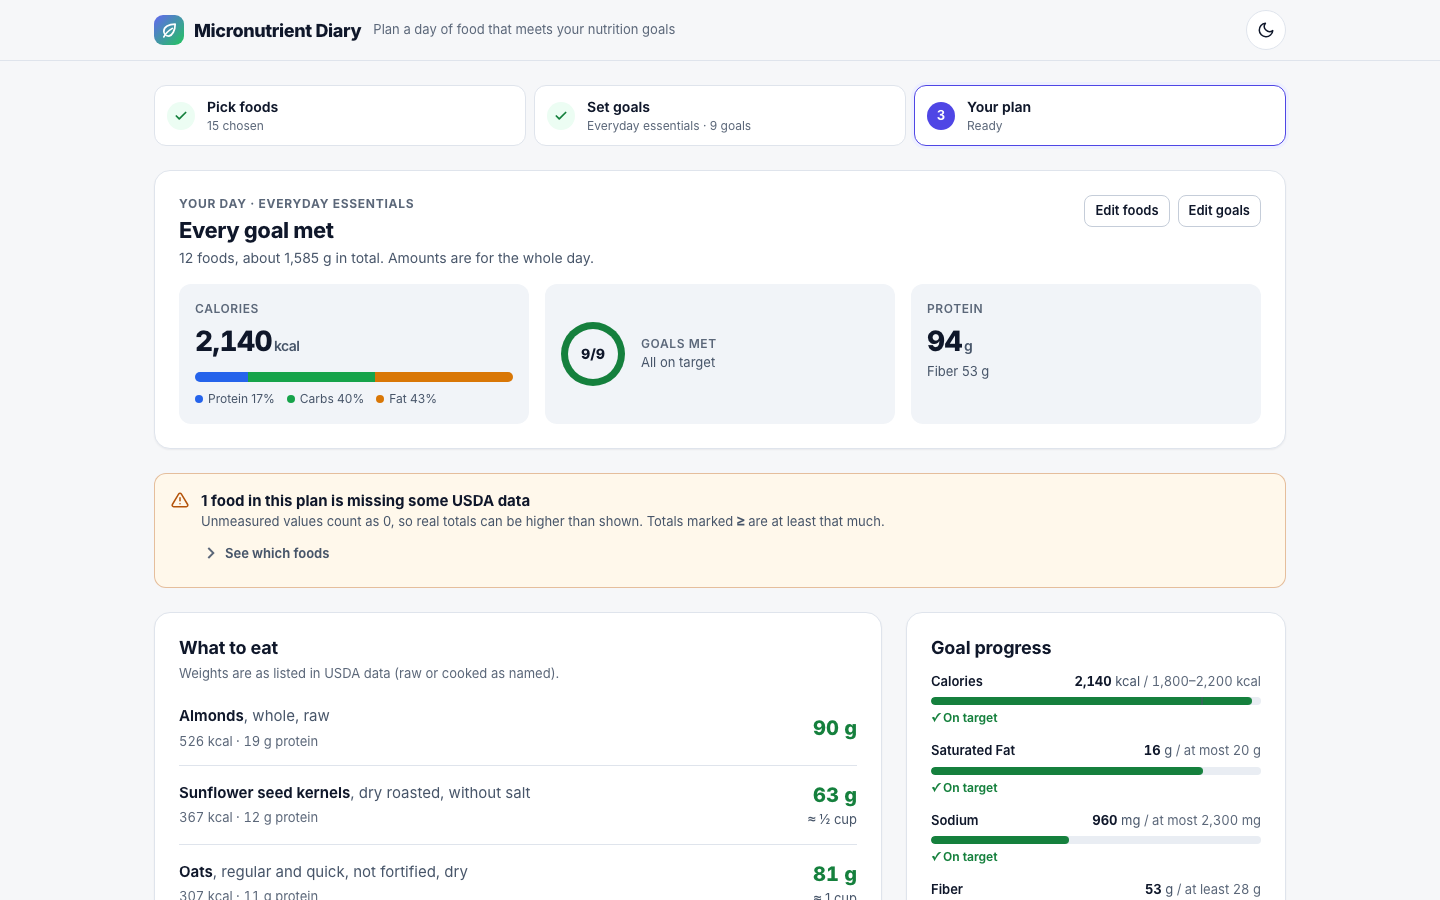 Micronutrient Diary
Plan a day of food that meets your nutrition goals
Pick foods
15 chosen
Set goals
Everyday essentials · 9 goals
3
Your plan
Ready
YOUR DAY · EVERYDAY ESSENTIALS
Every goal met
12 foods, about 1,585 g in total. Amounts are for the whole day.
Edit foods
Edit goals
CALORIES
2,140 kcal
Protein 17% Carbs 40% Fat 43%
9/9
GOALS MET
All on target
PROTEIN
94 g
Fiber 53 g
1 food in this plan is missing some USDA data
Unmeasured values count as 0, so real totals can be higher than shown. Totals marked ≥ are at least that much.
See which foods
What to eat
Weights are as listed in USDA data (raw or cooked as named).
Almonds, whole, raw
526 kcal · 19 g protein
90 g
Sunflower seed kernels, dry roasted, without salt
367 kcal · 12 g protein
63 g
≈ ½ cup
Oats, regular and quick, not fortified, dry
307 kcal · 11 g protein
81 g
≈ 1 cup
Goal progress
Calories 2,140 kcal / 1,800–2,200 kcal
✓ On target
Saturated Fat 16 g / at most 20 g
✓ On target
Sodium 960 mg / at most 2,300 mg
✓ On target
Fiber 53 g / at least 28 g